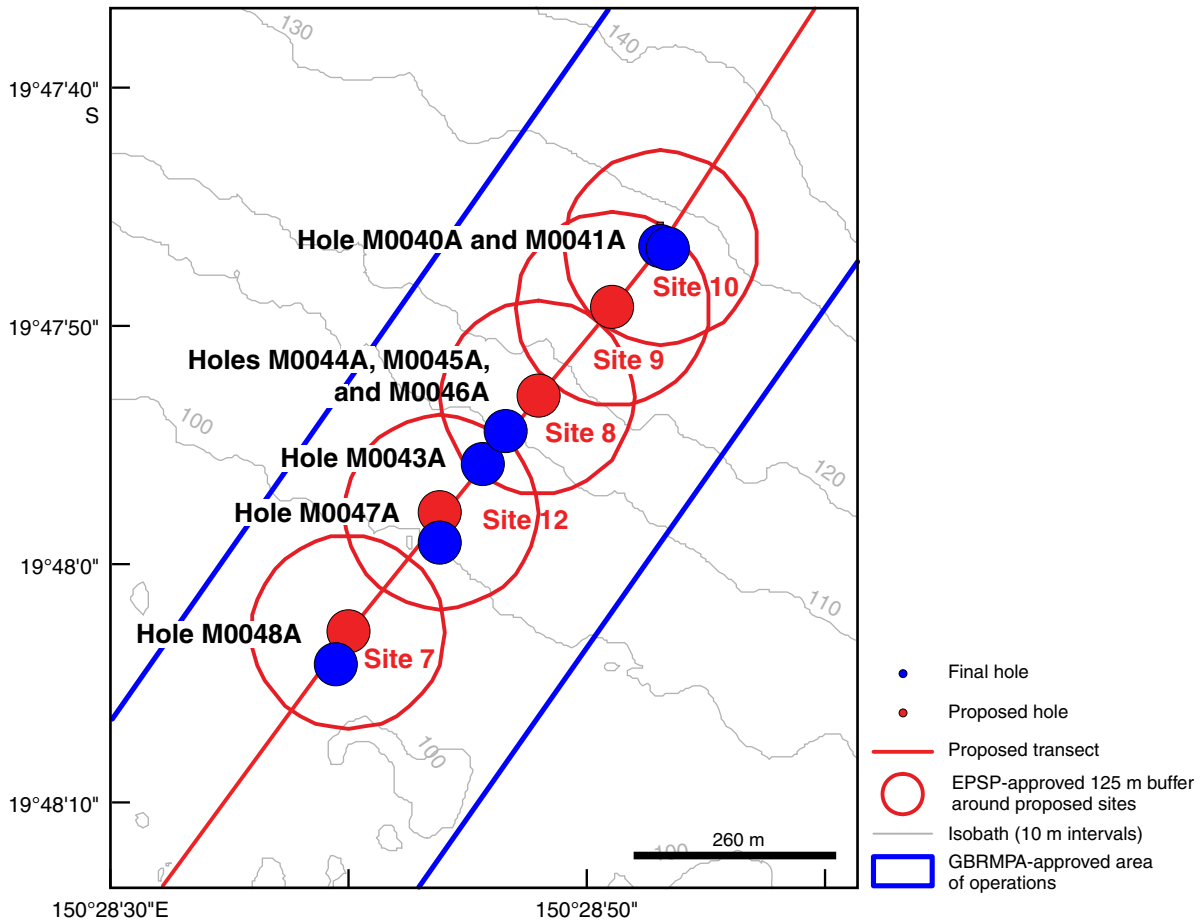 130
140
19°47'40"
S
Hole M0040A and M0041A
Site 10
19°47'50"
Holes M0044A, M0045A,
and M0046A
Site 9
100
Site 8
120
Hole M0043A
Hole M0047A
Site 12
19°48'0"
110
Hole M0048A
Site 7
100
19°48'10"
260 m
100
150°28'30"E
150°28'50"
Final hole
Proposed hole
Proposed transect
EPSP-approved 125 m buffer
around proposed sites
Isobath (10 m intervals)
GBRMPA-approved area
of operations